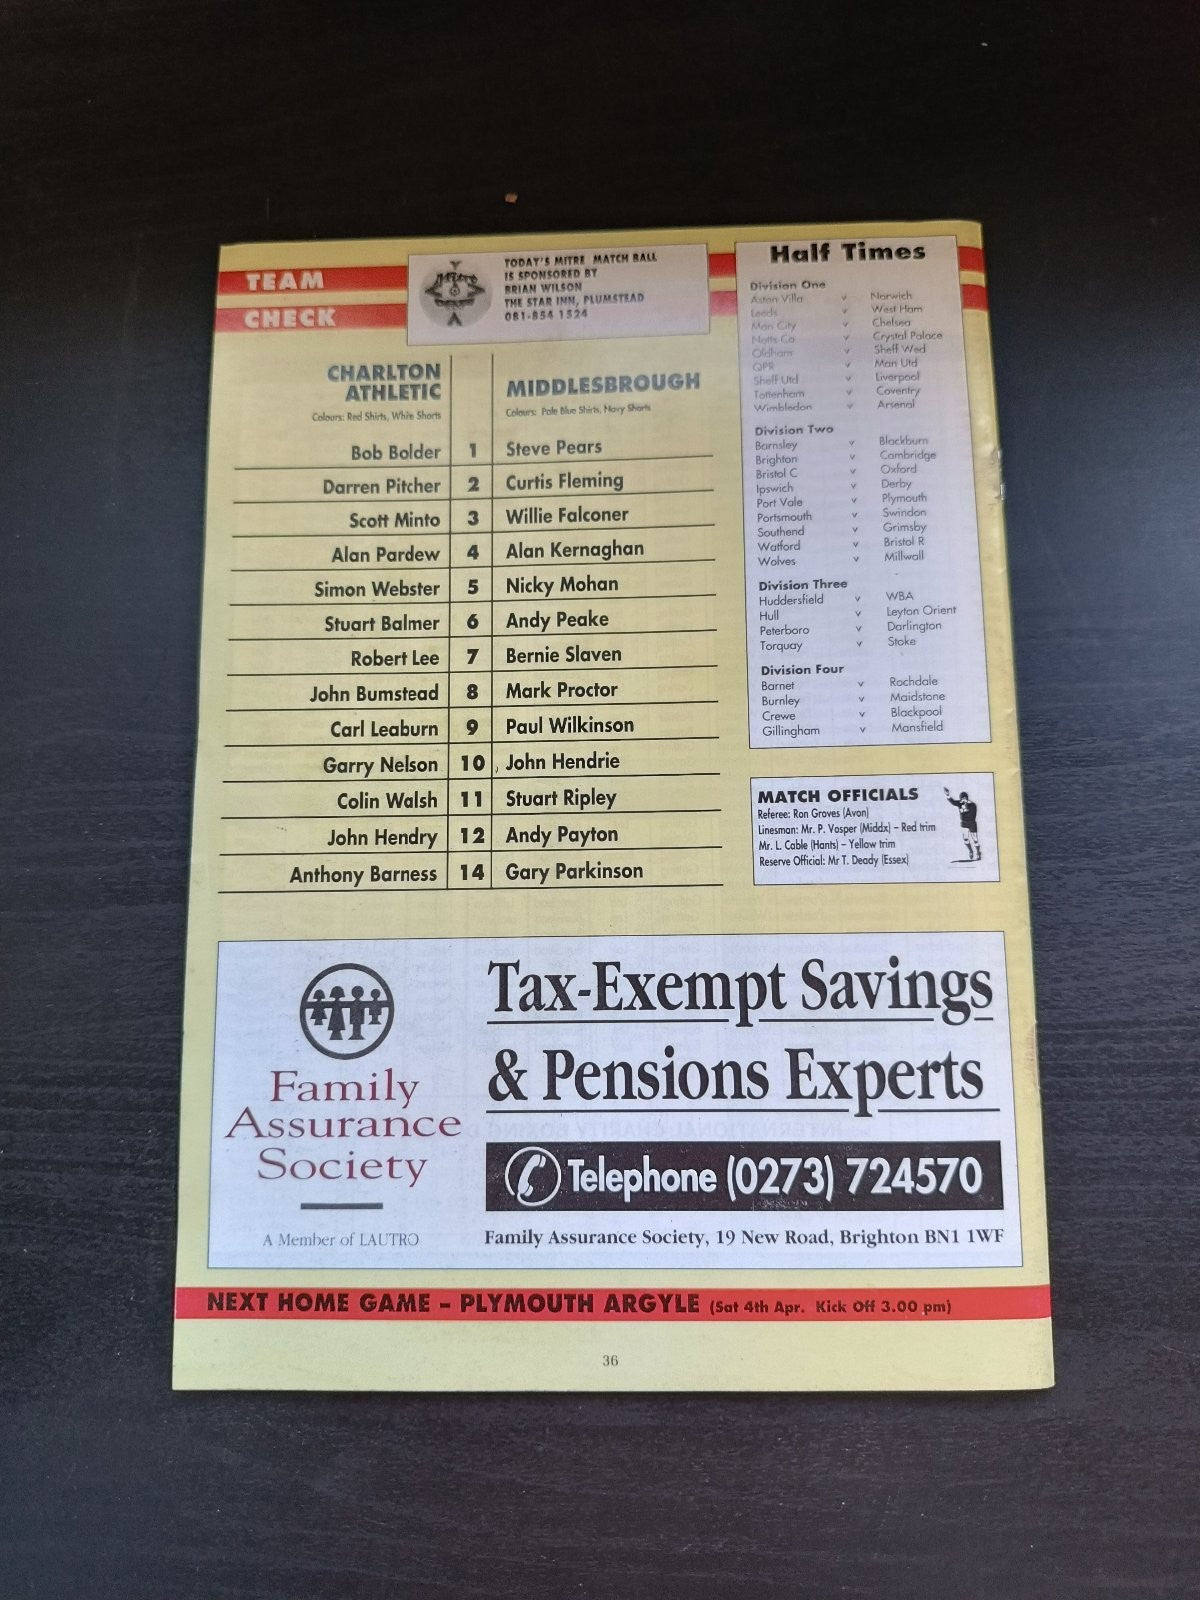 TEAM
CHECK
Mitre
TODAY'S MITRE MATCH BALL
IS SPONSORED BY
BRIAN WILSON
THE STAR INN, PLUMSTEAD
081-854 1524
CHARLTON
ATHLETIC
Colours: Red Shirts, White Shorts
MIDDLESBROUGH
Colours: Pale Blue Shirts, Navy Shorts
Bob Bolder 1 Steve Pears
Darren Pitcher 2 Curtis Fleming
Scott Minto 3 Willie Falconer
Alan Pardew 4 Alan Kernaghan
Simon Webster 5 Nicky Mohan
Stuart Balmer 6 Andy Peake
Robert Lee 7 Bernie Slaven
John Bumstead 8 Mark Proctor
Carl Leaburn 9 Paul Wilkinson
Garry Nelson 10 John Hendrie
Colin Walsh 11 Stuart Ripley
John Hendry 12 Andy Payton
Anthony Barness 14 Gary Parkinson
Half Times
Division One
Aston Villa v Norwich
Leeds v West Ham
Man City v Chelsea
Notts Co v Crystal Palace
Oldham v Sheff Wed
QPR v Man Utd
Sheff Utd v Liverpool
Tottenham v Coventry
Wimbledon v Arsenal
Division Two
Barnsley v Blackburn
Brighton v Cambridge
Bristol C v Oxford
Ipswich v Derby
Port Vale v Plymouth
Portsmouth v Swindon
Southend v Grimsby
Watford v Bristol R
Wolves v Millwall
Division Three
Huddersfield v WBA
Hull v Leyton Orient
Peterboro v Darlington
Torquay v Stoke
Division Four
Barnet v Rochdale
Burnley v Maidstone
Crewe v Blackpool
Gillingham v Mansfield
MATCH OFFICIALS
Referee: Ron Groves (Avon)
Linesman: Mr. P. Vosper (Middx) – Red trim
Mr. L. Cable (Hants) – Yellow trim
Reserve Official: Mr T. Deady (Essex)
Family
Assurance
Society
A Member of LAUTRO
Tax-Exempt Savings
& Pensions Experts
Telephone (0273) 724570
Family Assurance Society, 19 New Road, Brighton BN1 1WF
NEXT HOME GAME – PLYMOUTH ARGYLE (Sat 4th Apr. Kick Off 3.00 pm)
36